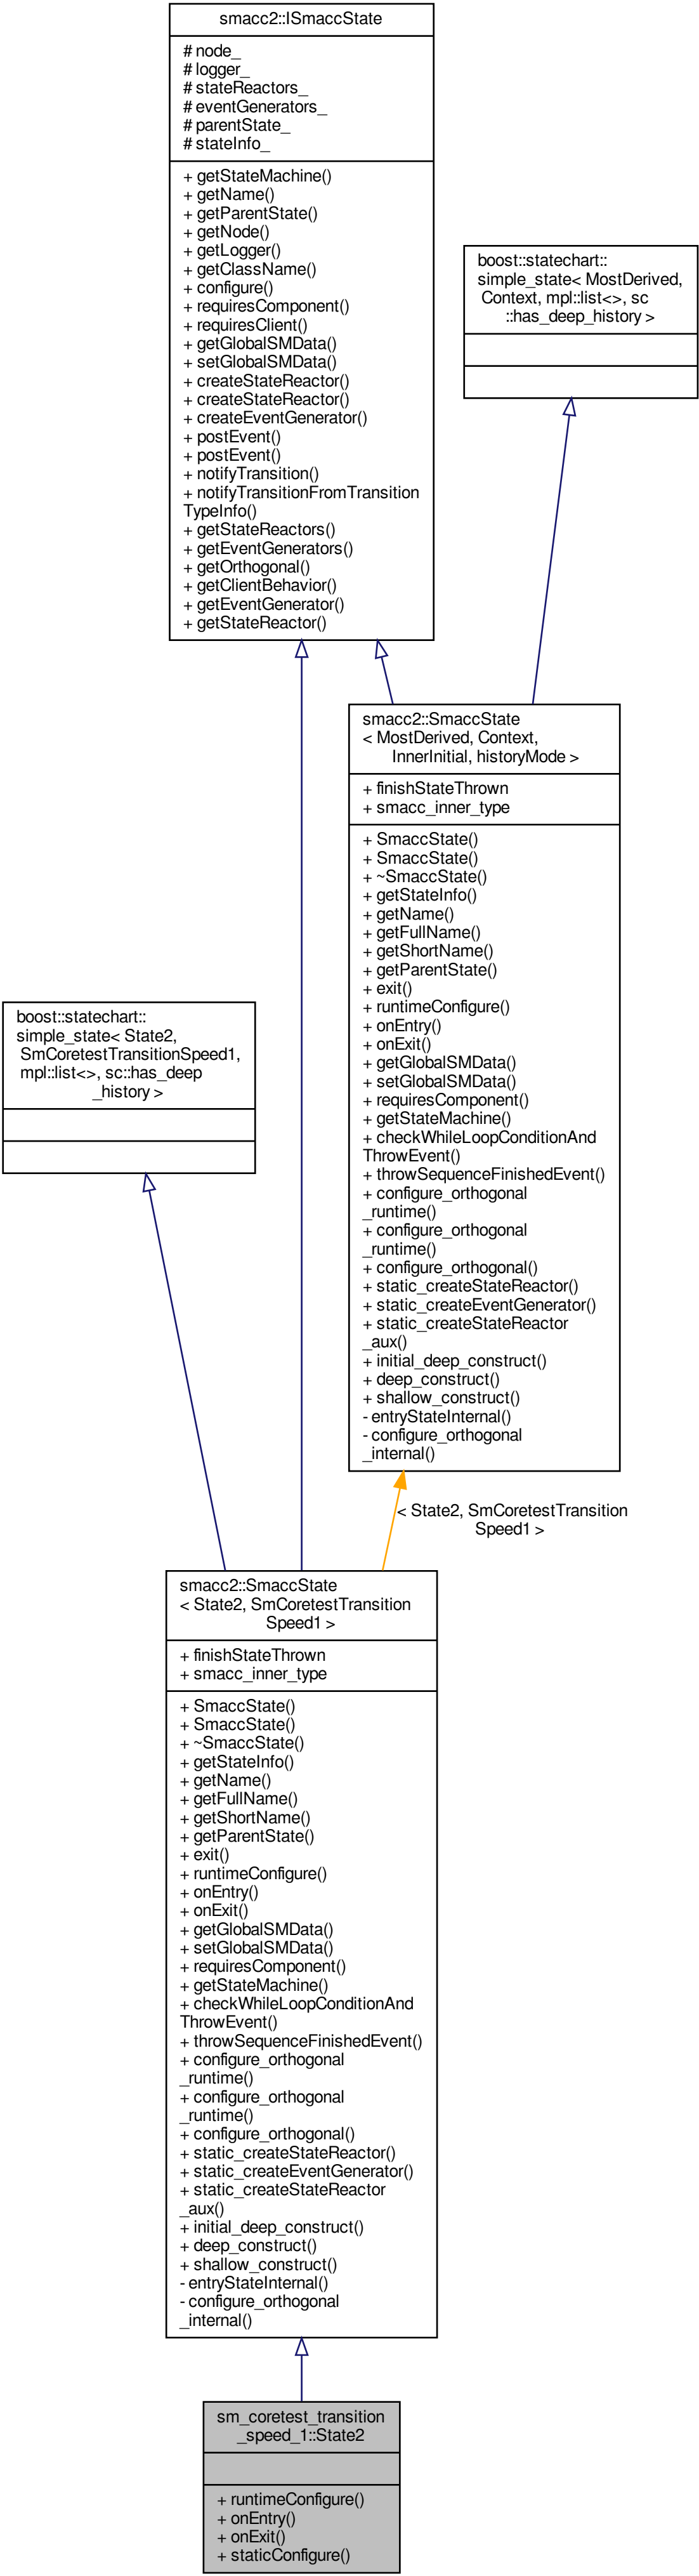 smacc2::ISmaccState
# node_
# logger_
# stateReactors_
# eventGenerators_
# parentState_
# stateInfo_
+ getStateMachine()
+ getName()
+ getParentState()
+ getNode()
+ getLogger()
+ getClassName()
+ configure()
+ requiresComponent()
+ requiresClient()
+ getGlobalSMData()
+ setGlobalSMData()
+ createStateReactor()
+ createStateReactor()
+ createEventGenerator()
+ postEvent()
+ postEvent()
+ notifyTransition()
+ notifyTransitionFromTransition
TypeInfo()
+ getStateReactors()
+ getEventGenerators()
+ getOrthogonal()
+ getClientBehavior()
+ getEventGenerator()
+ getStateReactor()
boost::statechart::
simple_state< MostDerived,
Context, mpl::list<>, sc
::has_deep_history >
smacc2::SmaccState
< MostDerived, Context,
InnerInitial, historyMode >
+ finishStateThrown
+ smacc_inner_type
+ SmaccState()
+ SmaccState()
+ ~SmaccState()
+ getStateInfo()
+ getName()
+ getFullName()
+ getShortName()
+ getParentState()
+ exit()
+ runtimeConfigure()
+ onEntry()
+ onExit()
+ getGlobalSMData()
+ setGlobalSMData()
+ requiresComponent()
+ getStateMachine()
+ checkWhileLoopConditionAnd
ThrowEvent()
+ throwSequenceFinishedEvent()
+ configure_orthogonal
_runtime()
+ configure_orthogonal
_runtime()
+ configure_orthogonal()
+ static_createStateReactor()
+ static_createEventGenerator()
+ static_createStateReactor
_aux()
+ initial_deep_construct()
+ deep_construct()
+ shallow_construct()
- entryStateInternal()
- configure_orthogonal
_internal()
boost::statechart::
simple_state< State2,
SmCoretestTransitionSpeed1,
mpl::list<>, sc::has_deep
_history >
< State2, SmCoretestTransition
Speed1 >
smacc2::SmaccState
< State2, SmCoretestTransition
Speed1 >
+ finishStateThrown
+ smacc_inner_type
+ SmaccState()
+ SmaccState()
+ ~SmaccState()
+ getStateInfo()
+ getName()
+ getFullName()
+ getShortName()
+ getParentState()
+ exit()
+ runtimeConfigure()
+ onEntry()
+ onExit()
+ getGlobalSMData()
+ setGlobalSMData()
+ requiresComponent()
+ getStateMachine()
+ checkWhileLoopConditionAnd
ThrowEvent()
+ throwSequenceFinishedEvent()
+ configure_orthogonal
_runtime()
+ configure_orthogonal
_runtime()
+ configure_orthogonal()
+ static_createStateReactor()
+ static_createEventGenerator()
+ static_createStateReactor
_aux()
+ initial_deep_construct()
+ deep_construct()
+ shallow_construct()
- entryStateInternal()
- configure_orthogonal
_internal()
sm_coretest_transition
_speed_1::State2
+ runtimeConfigure()
+ onEntry()
+ onExit()
+ staticConfigure()